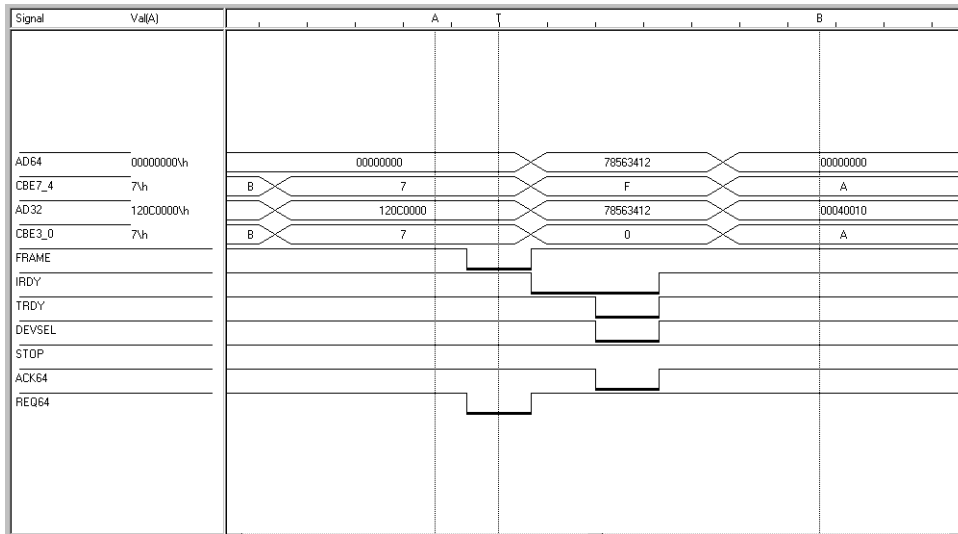 Signal Val(A) A T B
AD64 00000000\h 00000000 78563412 00000000
CBE7_4 7\h B 7 F A
AD32 120C0000\h 120C0000 78563412 00040010
CBE3_0 7\h B 7 0 A
FRAME
IRDY
TRDY
DEVSEL
STOP
ACK64
REQ64